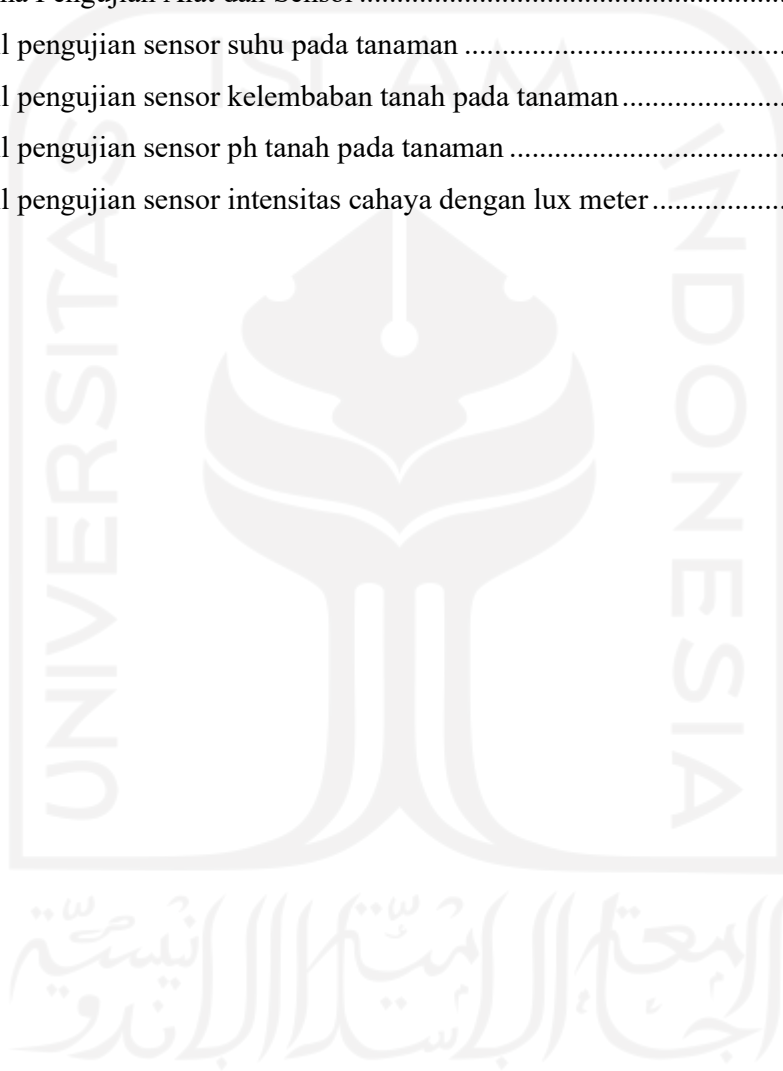 Pengujian Alat dan Sensor ................................................
l pengujian sensor suhu pada tanaman ................................
l pengujian sensor kelembaban tanah pada tanaman ................
l pengujian sensor ph tanah pada tanaman ............................
l pengujian sensor intensitas cahaya dengan lux meter ............
ISLAM
UNIVERSITAS
INDONESIA